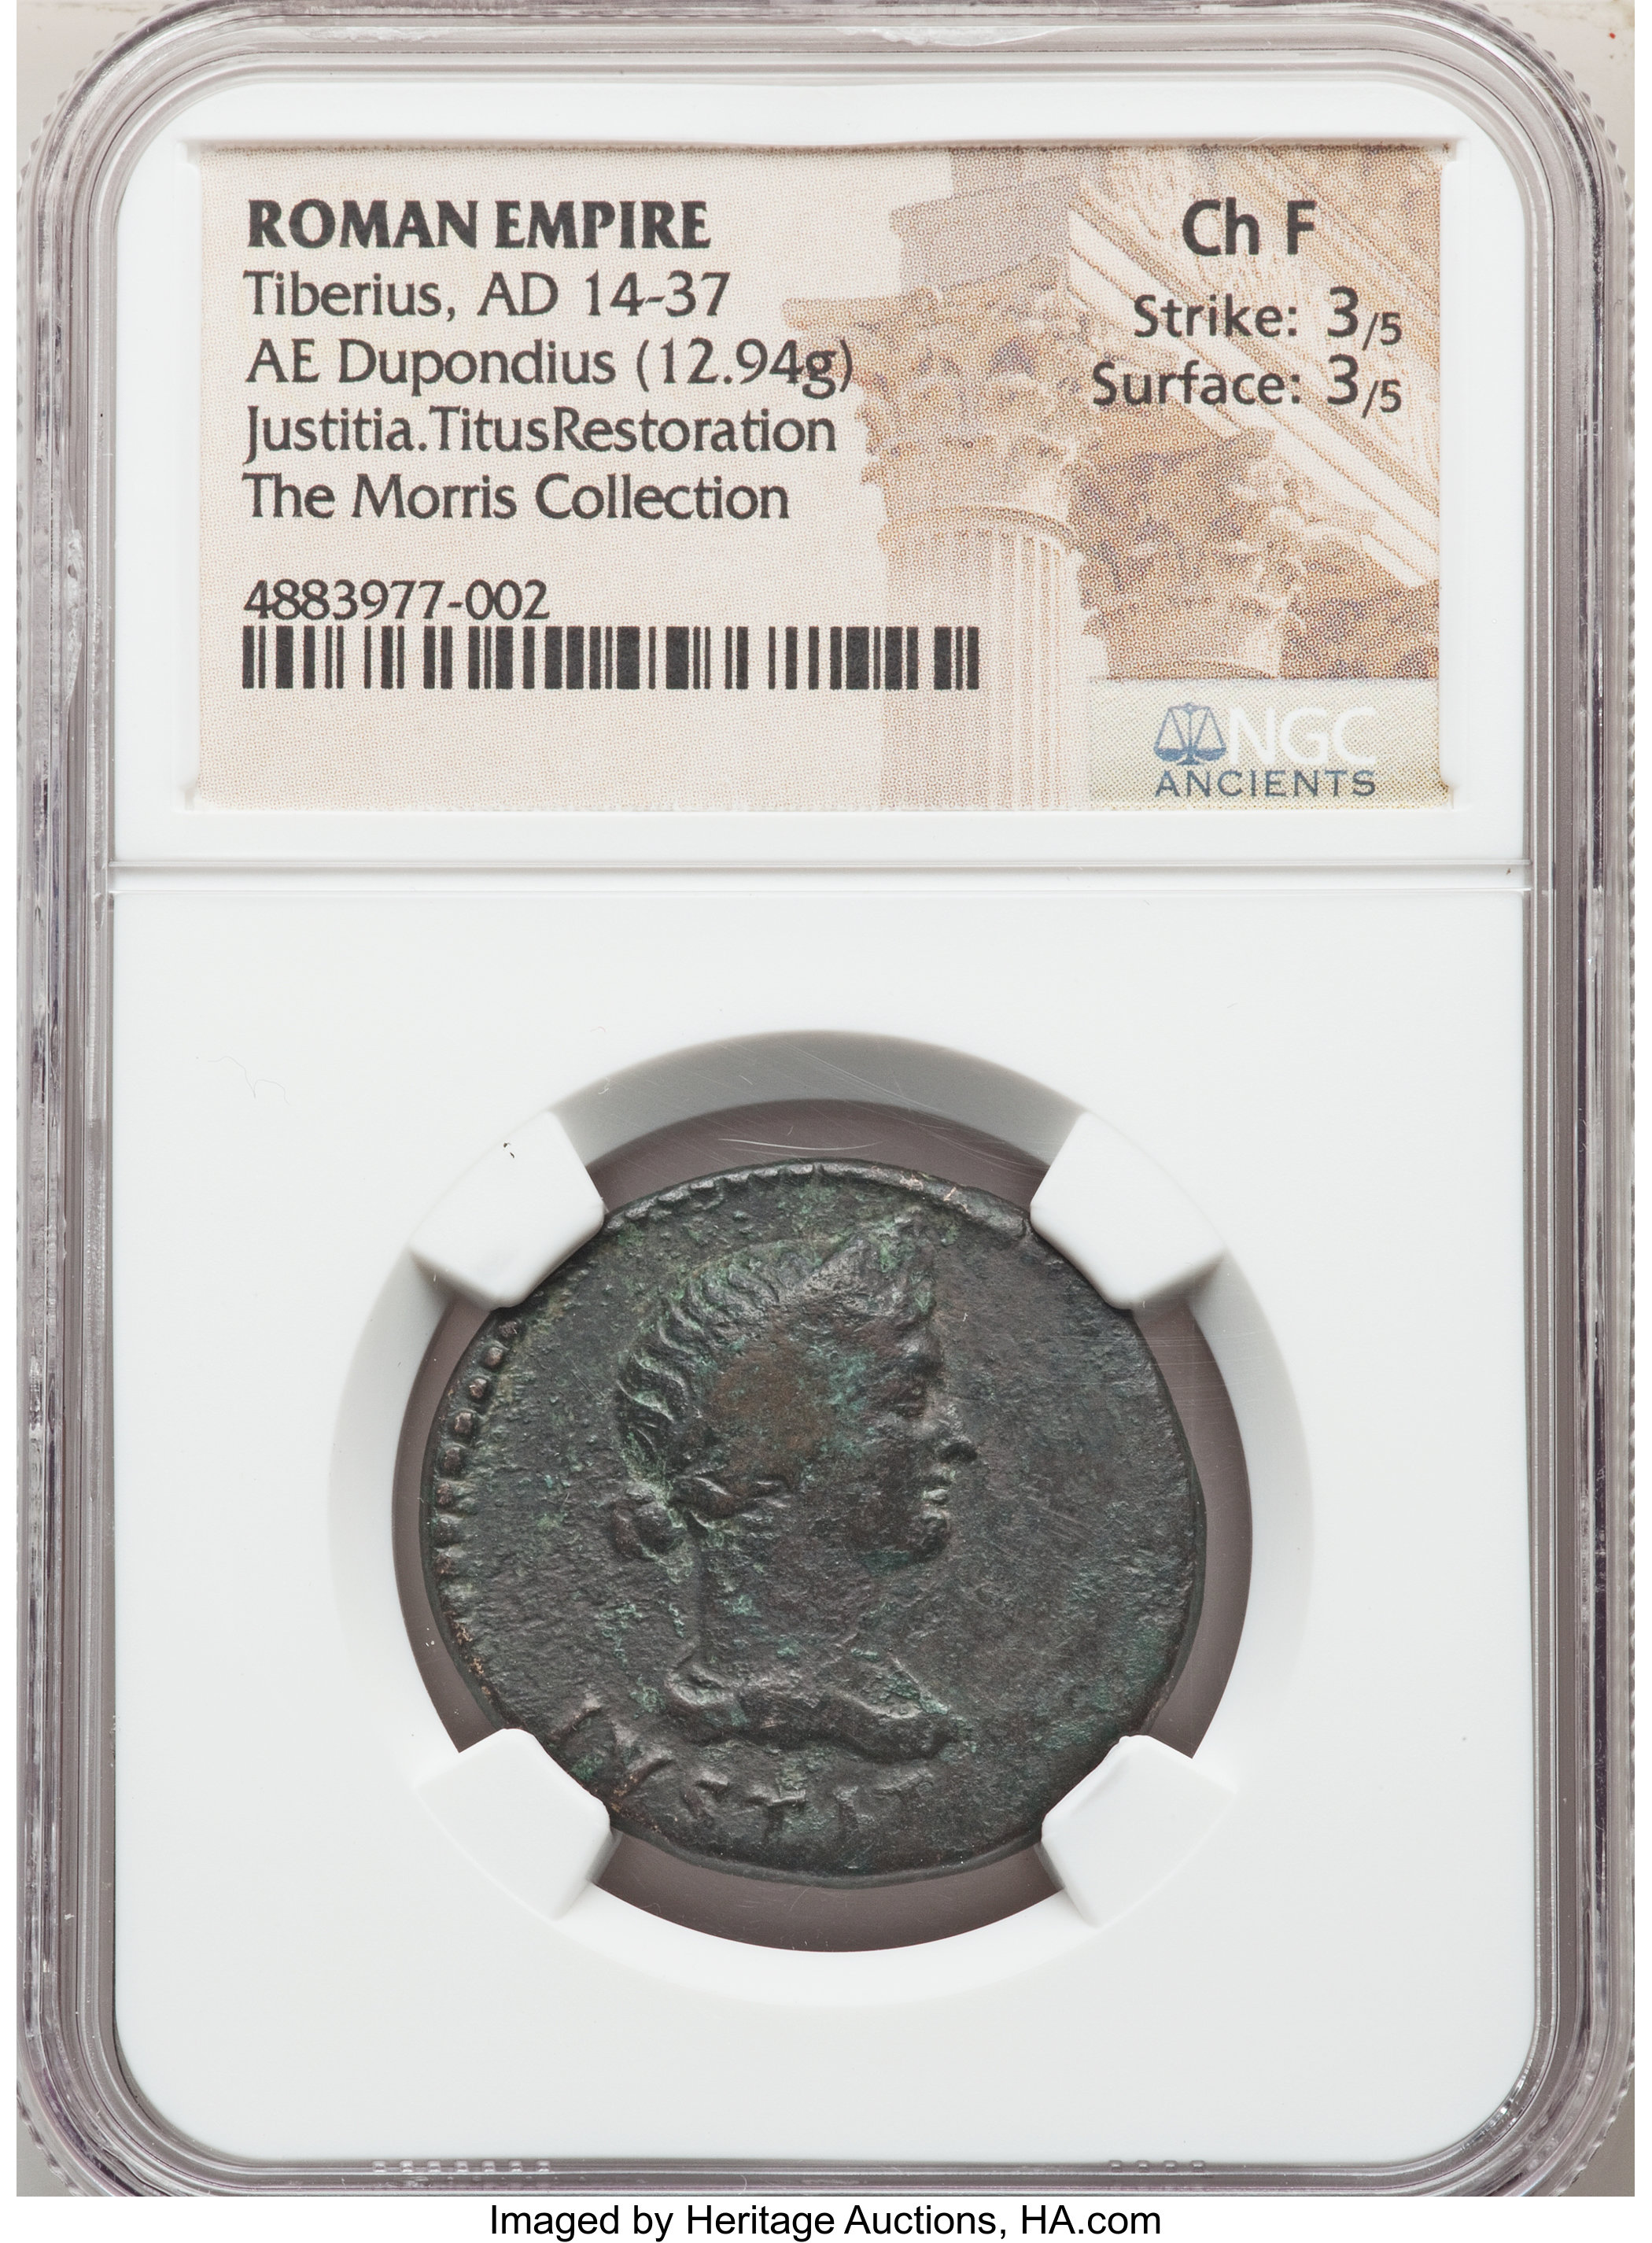 ROMAN EMPIRE
Tiberius, AD 14-37
AE Dupondius (12.94g)
Justitia.TitusRestoration
The Morris Collection
4883977-002
Ch F
Strike: 3/5
Surface: 3/5
NGC
ANCIENTS
IVSTIT
Imaged by Heritage Auctions, HA.com